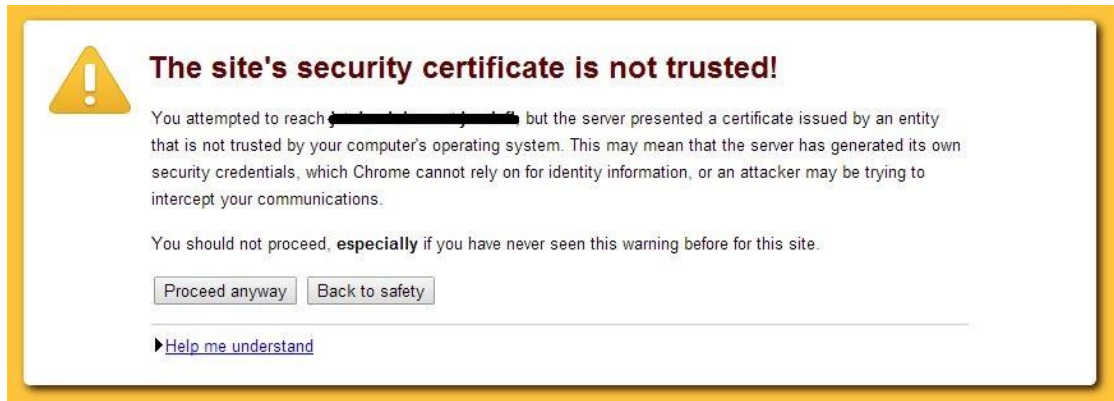 The site's security certificate is not trusted!
You attempted to reach but the server presented a certificate issued by an entity
that is not trusted by your computer's operating system. This may mean that the server has generated its own
security credentials, which Chrome cannot rely on for identity information, or an attacker may be trying to
intercept your communications.
You should not proceed, especially if you have never seen this warning before for this site.
Proceed anyway Back to safety
Help me understand